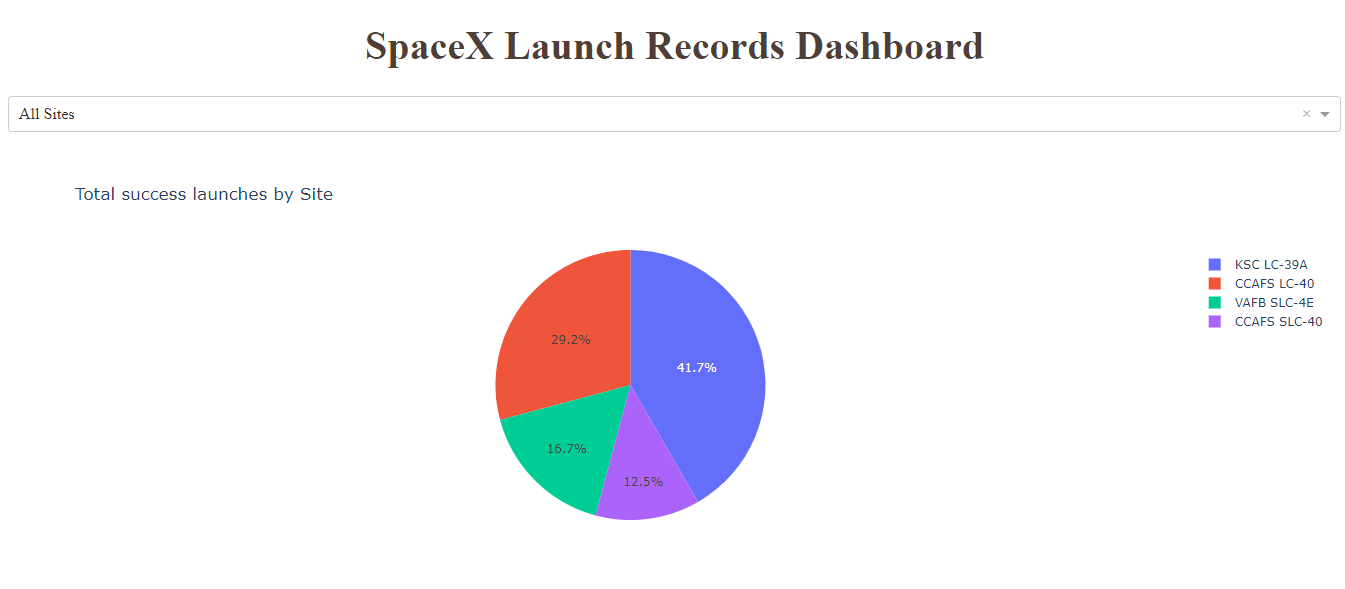 SpaceX Launch Records Dashboard
All Sites
Total success launches by Site
KSC LC-39A
CCAFS LC-40
VAFB SLC-4E
CCAFS SLC-40
29.2%
41.7%
16.7%
12.5%